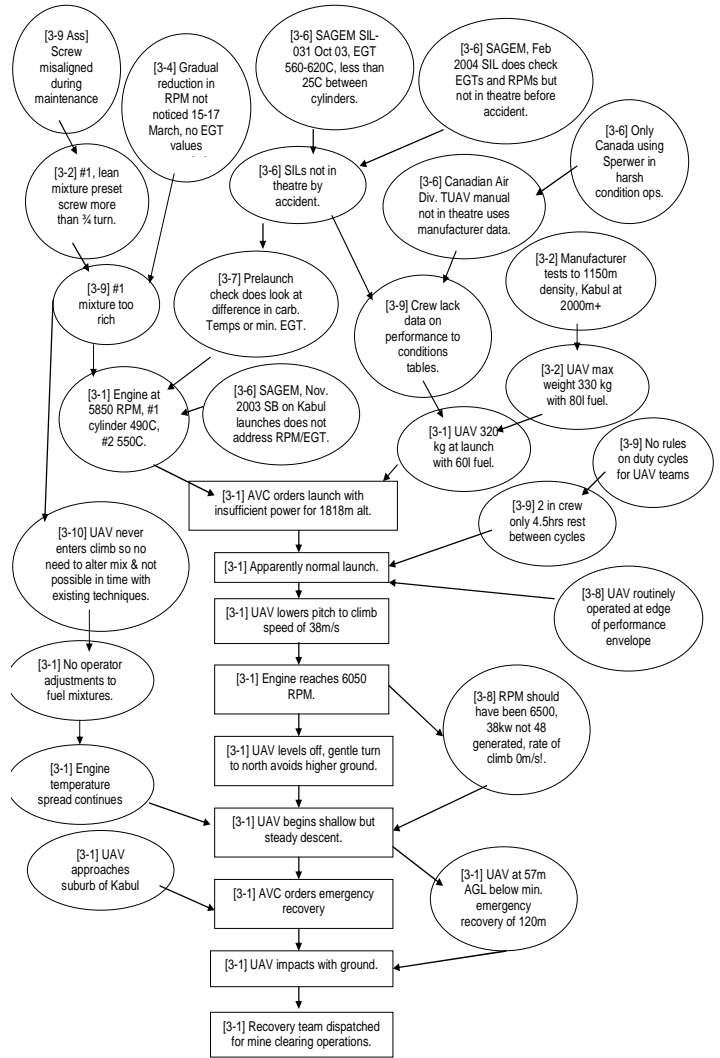 [3-9 Ass]
Screw
misaligned
during
maintenance
[3-4] Gradual
reduction in
RPM not
noticed 15-17
March, no EGT
values
[3-6] SAGEM SIL-
031 Oct 03, EGT
560-620C, less than
25C between
cylinders.
[3-6] SAGEM, Feb
2004 SIL does check
EGTs and RPMs but
not in theatre before
accident.
[3-6] Only
Canada using
Sperwer in
harsh
condition ops.
[3-2] #1, lean
mixture preset
screw more
than ¾ turn.
[3-6] SILs not in
theatre by
accident.
[3-6] Canadian Air
Div. TUAV manual
not in theatre uses
manufacturer data.
[3-2] Manufacturer
tests to 1150m
density, Kabul at
2000m+
[3-9] #1
mixture too
rich
[3-7] Prelaunch
check does look at
difference in carb.
Temps or min. EGT.
[3-9] Crew lack
data on
performance to
conditions
tables.
[3-2] UAV max
weight 330 kg
with 80l fuel.
[3-1] Engine at
5850 RPM, #1
cylinder 490C,
#2 550C.
[3-6] SAGEM, Nov.
2003 SB on Kabul
launches does not
address RPM/EGT.
[3-1] UAV 320
kg at launch
with 60l fuel.
[3-9] No rules
on duty cycles
for UAV teams
[3-1] AVC orders launch with
insufficient power for 1818m alt.
[3-9] 2 in crew
only 4.5hrs rest
between cycles
[3-10] UAV never
enters climb so no
need to alter mix & not
possible in time with
existing techniques.
[3-1] Apparently normal launch.
[3-8] UAV routinely
operated at edge
of performance
envelope
[3-1] UAV lowers pitch to climb
speed of 38m/s
[3-1] No operator
adjustments to
fuel mixtures.
[3-1] Engine reaches 6050
RPM.
[3-8] RPM should
have been 6500,
38kw not 48
generated, rate of
climb 0m/s!.
[3-1] UAV levels off, gentle turn
to north avoids higher ground.
[3-1] Engine
temperature
spread continues
[3-1] UAV begins shallow but
steady descent.
[3-1] UAV
approaches
suburb of Kabul
[3-1] AVC orders emergency
recovery
[3-1] UAV at 57m
AGL below min.
emergency
recovery of 120m
[3-1] UAV impacts with ground.
[3-1] Recovery team dispatched
for mine clearing operations.